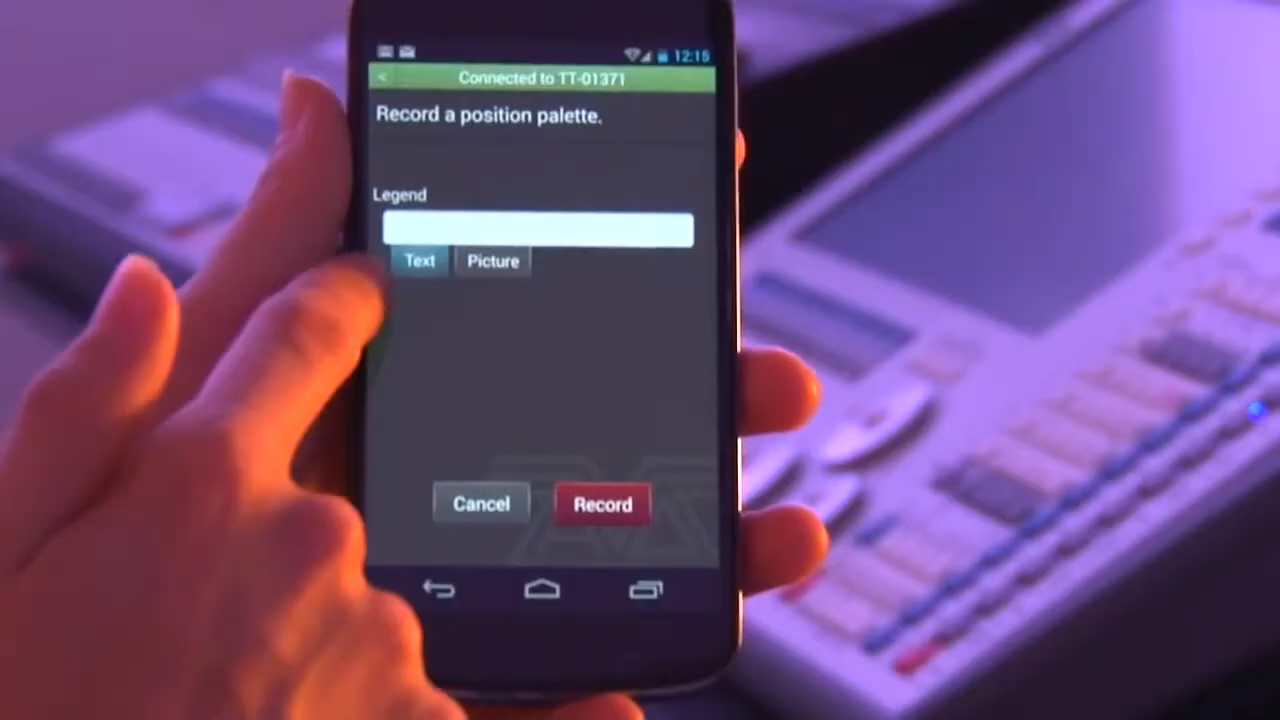 12:15
< Connected to TT-01371
Record a position palette.
Legend
Text Picture
Cancel Record